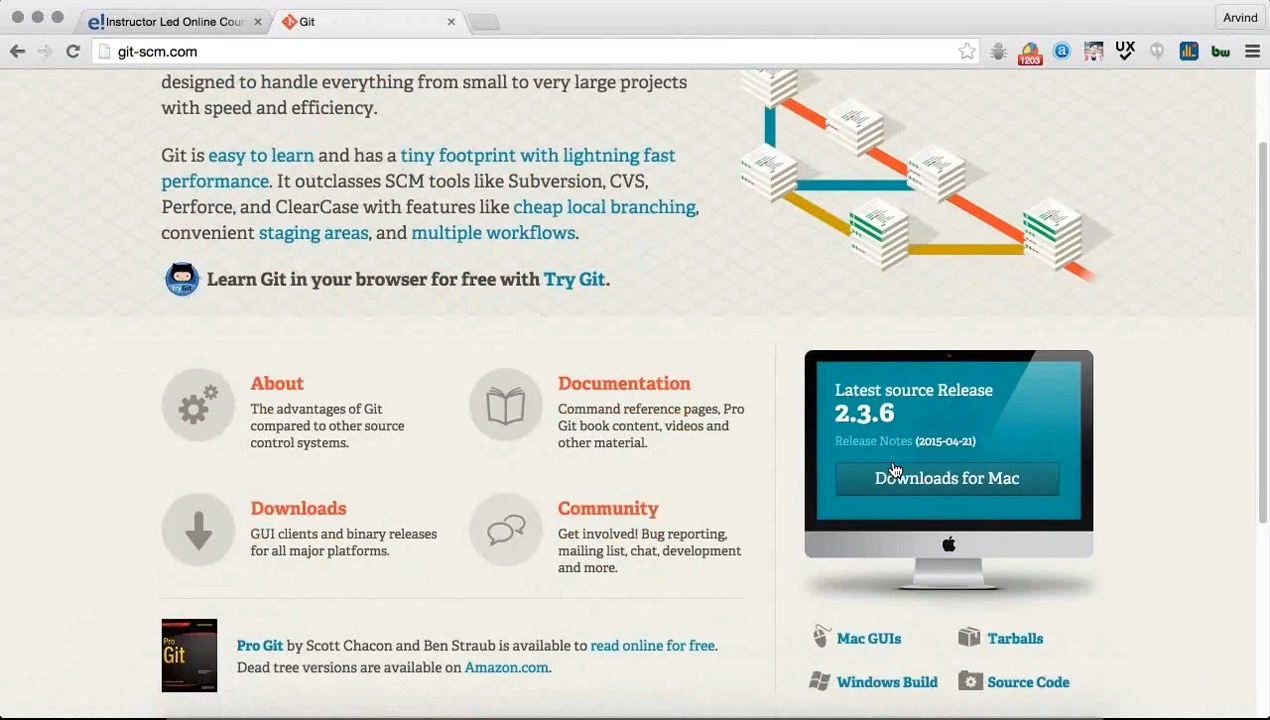 e! Instructor Led Online Cour
Git
Arvind
git-scm.com
1203
a
UX
bw
designed to handle everything from small to very large projects
with speed and efficiency.
Git is easy to learn and has a tiny footprint with lightning fast
performance. It outclasses SCM tools like Subversion, CVS,
Perforce, and ClearCase with features like cheap local branching,
convenient staging areas, and multiple workflows.
tryGit
Learn Git in your browser for free with Try Git.
About
The advantages of Git
compared to other source
control systems.
Documentation
Command reference pages, Pro
Git book content, videos and
other material.
Downloads
GUI clients and binary releases
for all major platforms.
Community
Get involved! Bug reporting,
mailing list, chat, development
and more.
Latest source Release
2.3.6
Release Notes (2015-04-21)
Downloads for Mac
Pro
Git
Pro Git by Scott Chacon and Ben Straub is available to read online for free.
Dead tree versions are available on Amazon.com.
Mac GUIs
Tarballs
Windows Build
Source Code